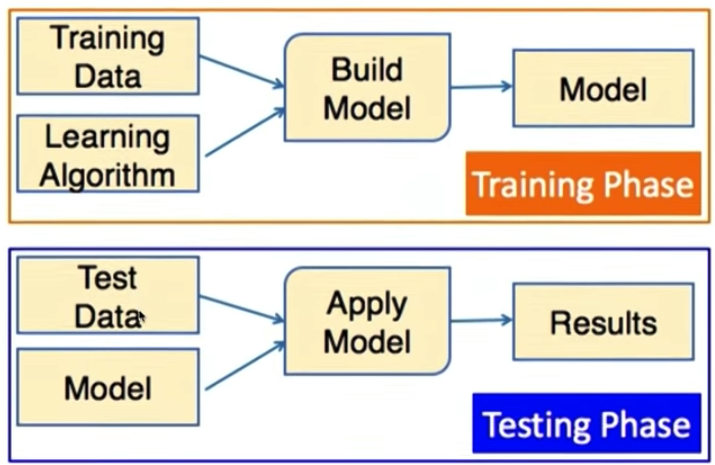 Training
Data
Learning
Algorithm
Build
Model
Model
Training Phase
Test
Data
Model
Apply
Model
Results
Testing Phase